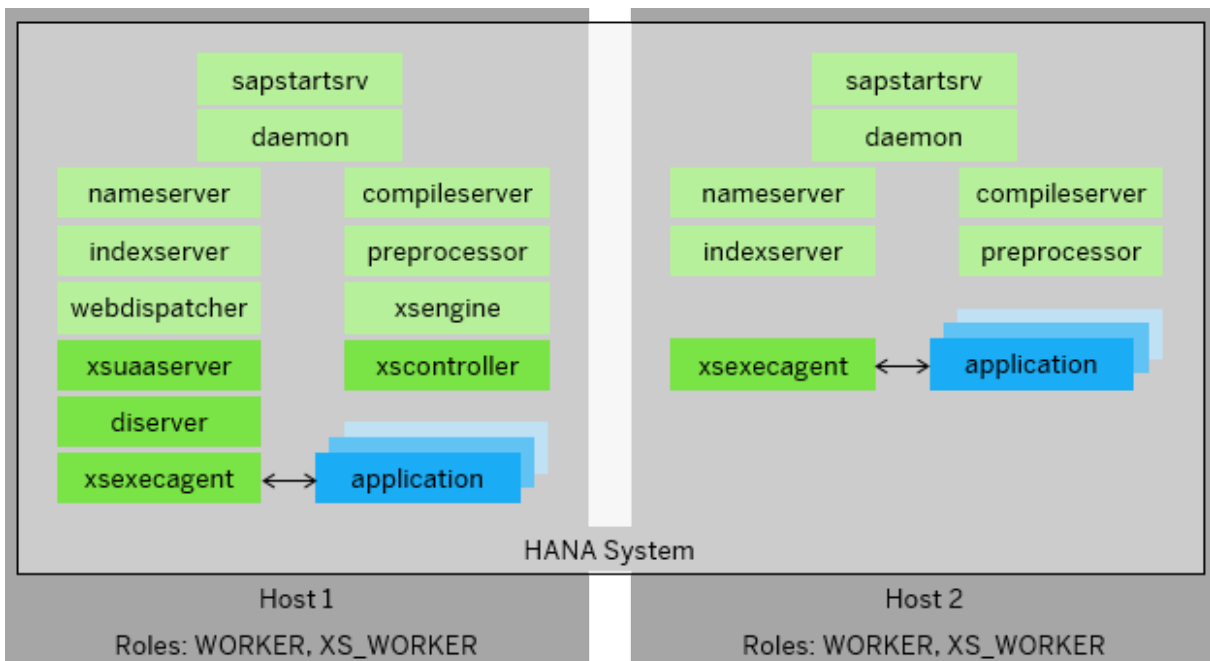 sapstartsrv
daemon
nameserver
compileserver
indexserver
preprocessor
webdispatcher
xsengine
xsuaaserver
xscontroller
diserver
xsexecagent
application
sapstartsrv
daemon
nameserver
compileserver
indexserver
preprocessor
xsexecagent
application
HANA System
Host 1
Roles: WORKER, XS_WORKER
Host 2
Roles: WORKER, XS_WORKER